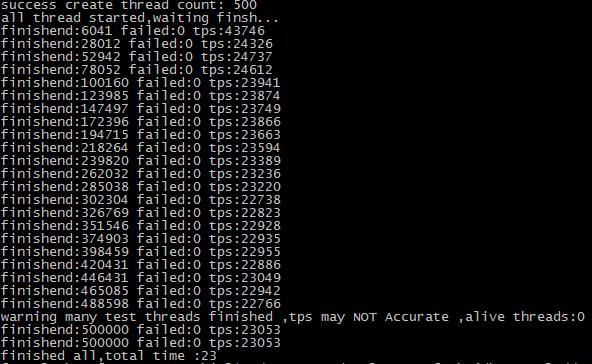 success create thread count: 500
all thread started,waiting finsh...
finishend:6041 failed:0 tps:43746
finishend:28012 failed:0 tps:24326
finishend:52942 failed:0 tps:24737
finishend:78052 failed:0 tps:24612
finishend:100160 failed:0 tps:23941
finishend:123985 failed:0 tps:23874
finishend:147497 failed:0 tps:23749
finishend:172396 failed:0 tps:23866
finishend:194715 failed:0 tps:23663
finishend:218264 failed:0 tps:23594
finishend:239820 failed:0 tps:23389
finishend:262032 failed:0 tps:23236
finishend:285038 failed:0 tps:23220
finishend:302304 failed:0 tps:22738
finishend:326769 failed:0 tps:22823
finishend:351546 failed:0 tps:22928
finishend:374903 failed:0 tps:22935
finishend:398459 failed:0 tps:22955
finishend:420431 failed:0 tps:22886
finishend:446431 failed:0 tps:23049
finishend:465085 failed:0 tps:22942
finishend:488598 failed:0 tps:22766
warning many test threads finished ,tps may NOT Accurate ,alive threads:0
finishend:500000 failed:0 tps:23053
finishend:500000 failed:0 tps:23053
finished all,total time :23